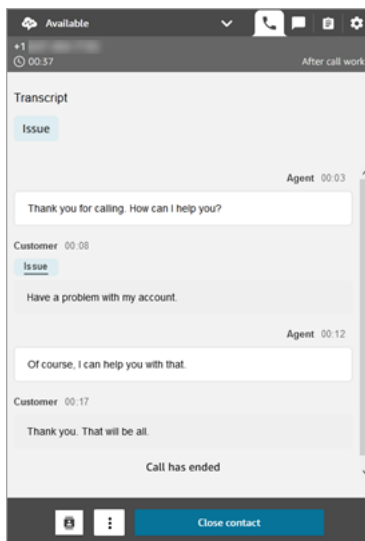 Available
+1
00:37
After call work
Transcript
Issue
Agent 00:03
Thank you for calling. How can I help you?
Customer 00:08
Issue
Have a problem with my account.
Agent 00:12
Of course, I can help you with that.
Customer 00:17
Thank you. That will be all.
Call has ended
Close contact